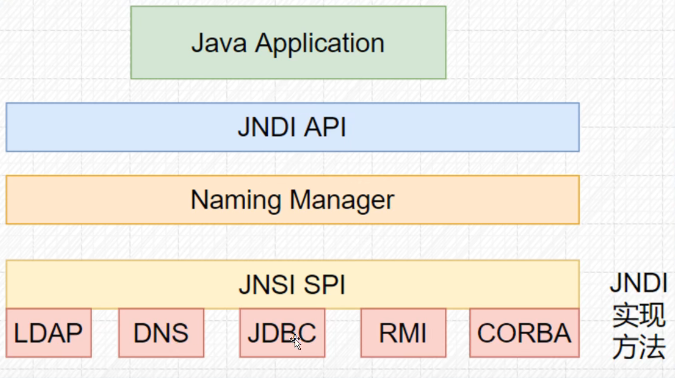 Java Application
JNDI API
Naming Manager
JNSI SPI
LDAP DNS JDBC RMI CORBA
JNDI
实现
方法